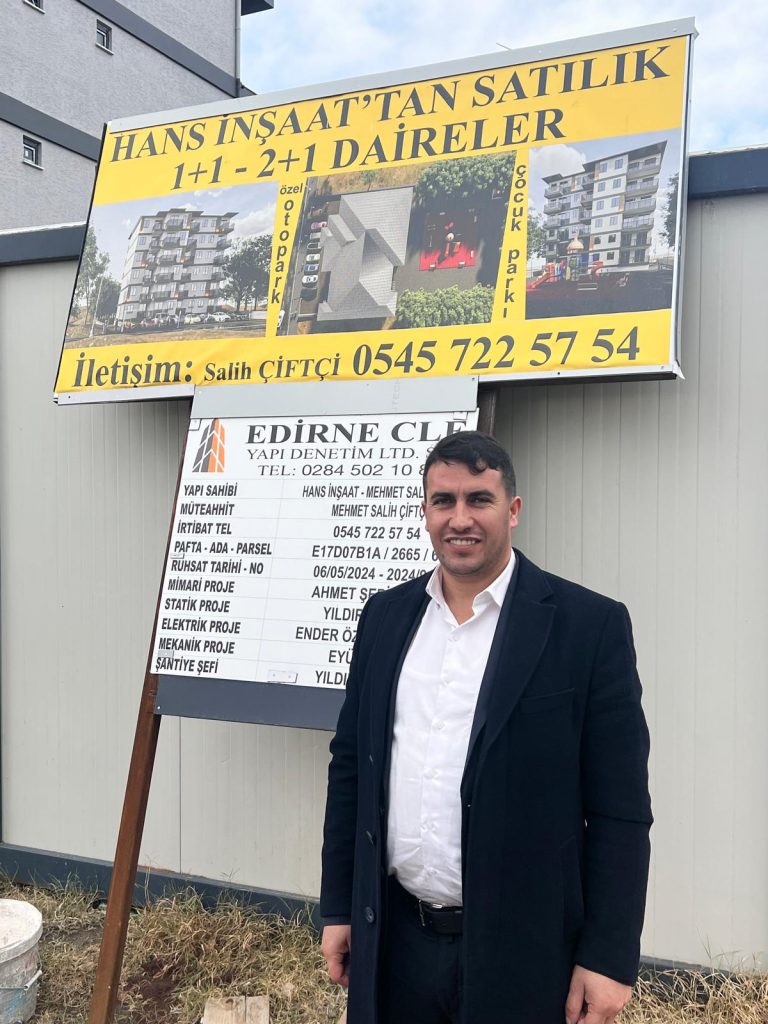 HANS İNŞAAT'TAN SATILIK
1+1 - 2+1 DAİRELER
özel
otopark
çocuk parkı
İletişim: Salih ÇİFTÇİ 0545 722 57 54
EDİRNE
YAPI DENETİM LTD.
TEL: 0284 502 10
YAPI SAHİBİ HANS İNŞAAT - MEHMET
MÜTEAHHİT MEHMET SALİH
İRTİBAT TEL 0545 722 57 54
PAFTA - ADA - PARSEL E17D07B1A / 2665 /
RUHSAT TARİHİ - NO 06/05/2024 -
MİMARİ PROJE AHMET
STATİK PROJE
ELEKTRİK PROJE ENDER
MEKANİK PROJE
ŞANTİYE ŞEFİ